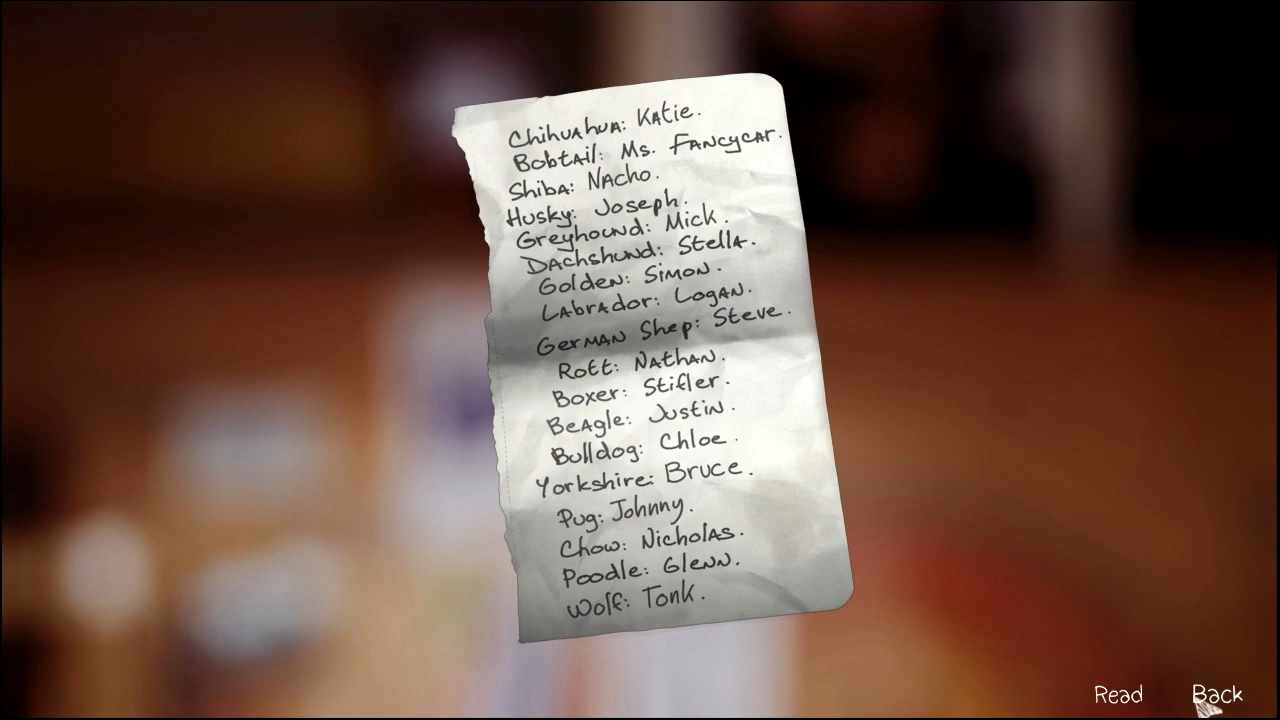 Chihuahua: Katie.
Bobtail: Ms. Fancycar.
Shiba: Nacho.
Husky: Joseph.
Greyhound: Mick.
Dachshund: Stella.
Golden: Simon.
Labrador: Logan.
German Shep: Steve.
Rott: Nathan.
Boxer: Stifler.
Beagle: Justin.
Bulldog: Chloe.
Yorkshire: Bruce.
Pug: Johnny.
Chow: Nicholas.
Poodle: Glenn.
Wolf: Tonk.
Read Back